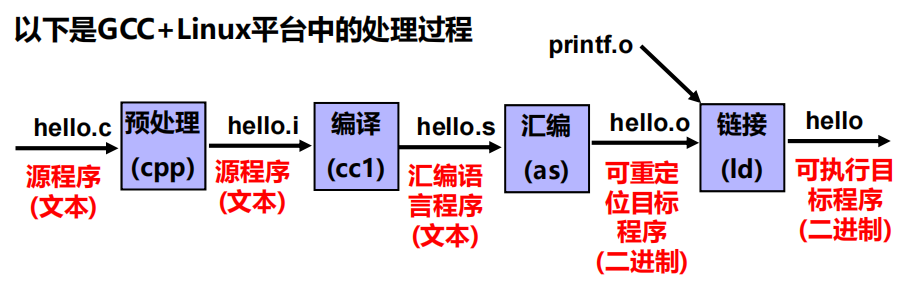 以下是GCC+Linux平台中的处理过程
printf.o
hello.c
预处理
(cpp)
hello.i
编译
(cc1)
hello.s
汇编
(as)
hello.o
链接
(ld)
hello
源程序
(文本)
源程序
(文本)
汇编语
言程序
(文本)
可重定
位目标
程序
(二进制)
可执行目
标程序
(二进制)